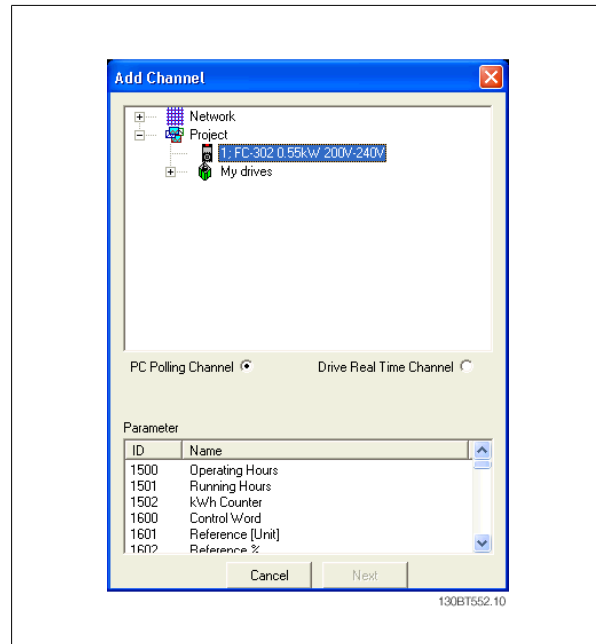 Add Channel
Network
Project
1; FC-302 0.55kW 200V-240V
My drives
PC Polling Channel
Drive Real Time Channel
Parameter
ID Name
1500 Operating Hours
1501 Running Hours
1502 kWh Counter
1600 Control Word
1601 Reference [Unit]
1602 Reference %
Cancel Next
130BT552.10